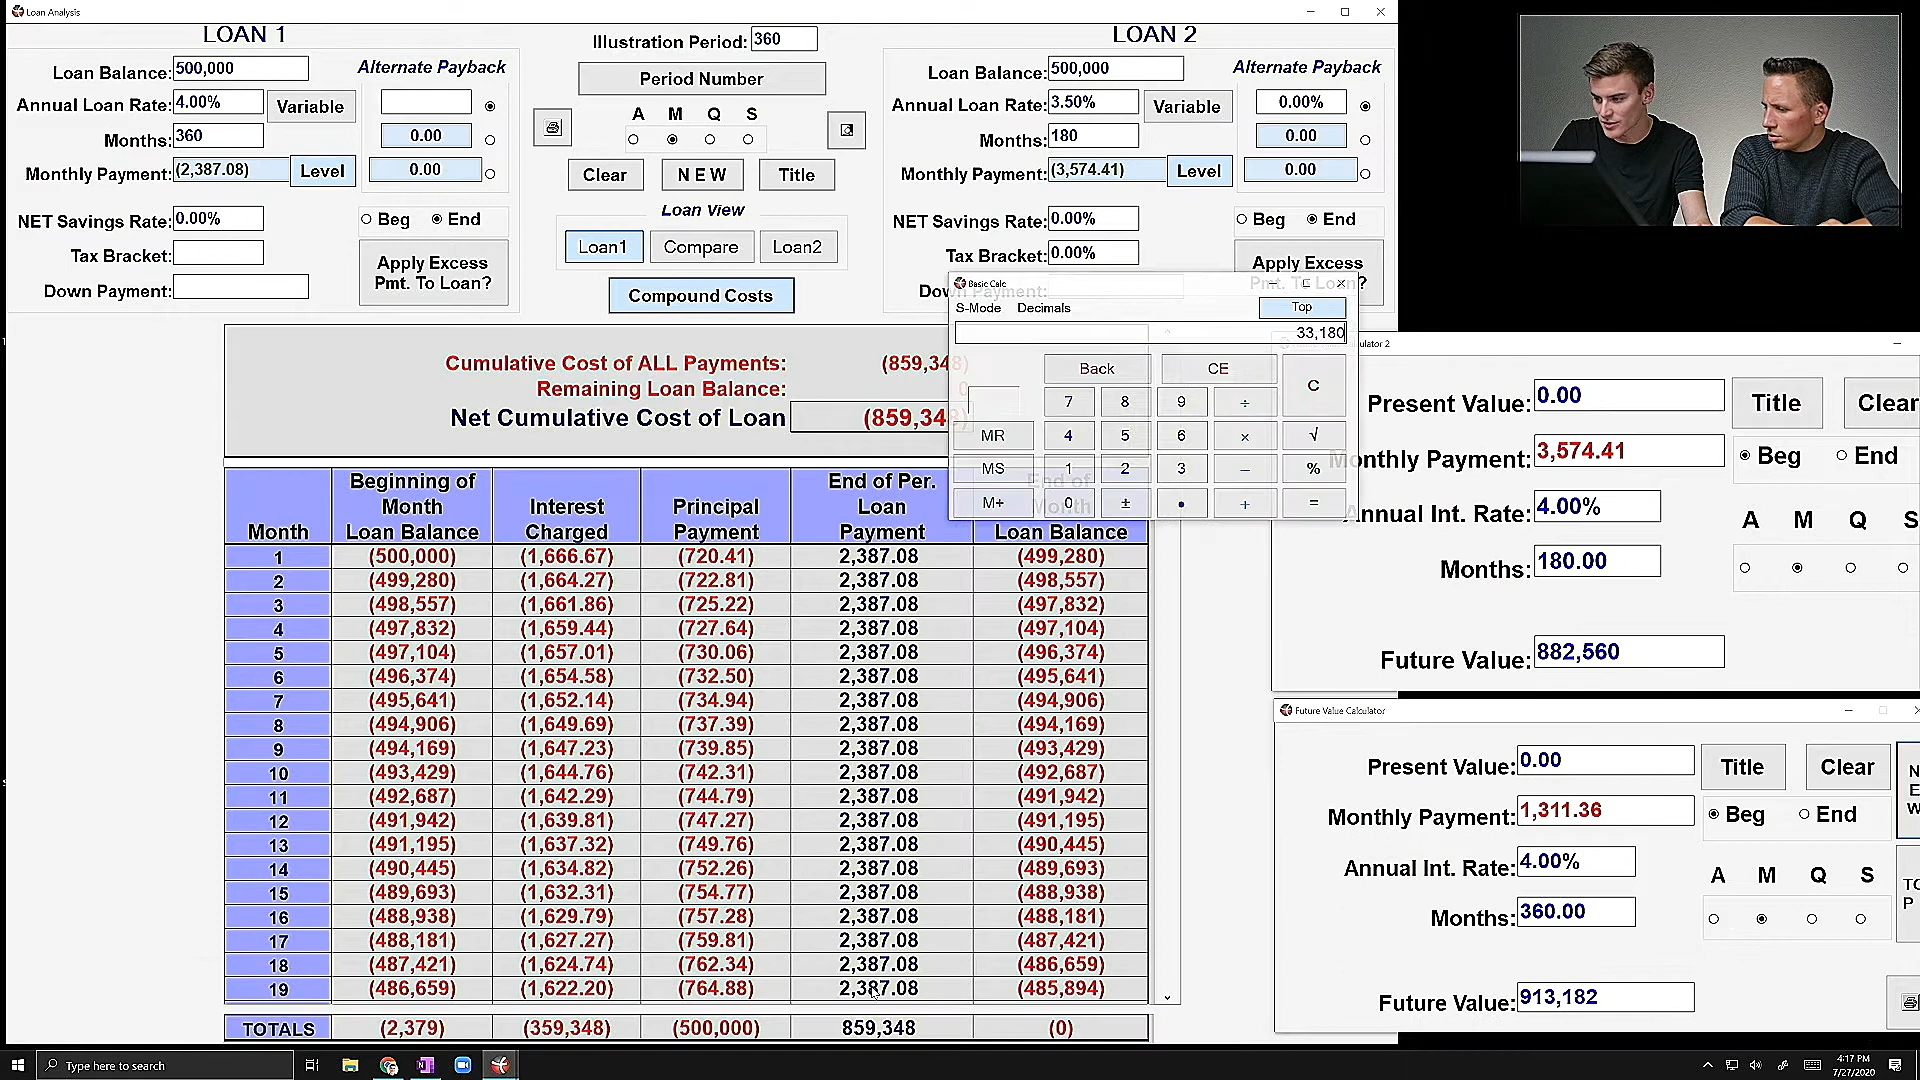 Loan Analysis
LOAN 1
Loan Balance: 500,000
Alternate Payback
Annual Loan Rate: 4.00% Variable
Months: 360 0.00
Monthly Payment: (2,387.08) Level 0.00
NET Savings Rate: 0.00% Beg End
Tax Bracket:
Down Payment:
Apply Excess
Pmt. To Loan?
Illustration Period: 360
Period Number
A M Q S
Clear NEW Title
Loan View
Loan1 Compare Loan2
Compound Costs
LOAN 2
Loan Balance: 500,000
Alternate Payback
Annual Loan Rate: 3.50% Variable 0.00%
Months: 180 0.00
Monthly Payment: (3,574.41) Level 0.00
NET Savings Rate: 0.00% Beg End
Tax Bracket: 0.00%
Down Payment:
Apply Excess
Pmt. To Loan?
Basic Calc
S-Mode Decimals Top
33,180
Back CE C
7 8 9 ÷
MR 4 5 6 × √
MS 1 2 3 – %
M+ 0 ± • + =
Cumulative Cost of ALL Payments: (859,348)
Remaining Loan Balance: 0
Net Cumulative Cost of Loan (859,348)
Month
Beginning of
Month
Loan Balance
Interest
Charged
Principal
Payment
End of Per.
Loan
Payment
End of
Month
Loan Balance
1 (500,000) (1,666.67) (720.41) 2,387.08 (499,280)
2 (499,280) (1,664.27) (722.81) 2,387.08 (498,557)
3 (498,557) (1,661.86) (725.22) 2,387.08 (497,832)
4 (497,832) (1,659.44) (727.64) 2,387.08 (497,104)
5 (497,104) (1,657.01) (730.06) 2,387.08 (496,374)
6 (496,374) (1,654.58) (732.50) 2,387.08 (495,641)
7 (495,641) (1,652.14) (734.94) 2,387.08 (494,906)
8 (494,906) (1,649.69) (737.39) 2,387.08 (494,169)
9 (494,169) (1,647.23) (739.85) 2,387.08 (493,429)
10 (493,429) (1,644.76) (742.31) 2,387.08 (492,687)
11 (492,687) (1,642.29) (744.79) 2,387.08 (491,942)
12 (491,942) (1,639.81) (747.27) 2,387.08 (491,195)
13 (491,195) (1,637.32) (749.76) 2,387.08 (490,445)
14 (490,445) (1,634.82) (752.26) 2,387.08 (489,693)
15 (489,693) (1,632.31) (754.77) 2,387.08 (488,938)
16 (488,938) (1,629.79) (757.28) 2,387.08 (488,181)
17 (488,181) (1,627.27) (759.81) 2,387.08 (487,421)
18 (487,421) (1,624.74) (762.34) 2,387.08 (486,659)
19 (486,659) (1,622.20) (764.88) 2,387.08 (485,894)
TOTALS (2,379) (359,348) (500,000) 859,348 (0)
Present Value: 0.00 Title Clear
Monthly Payment: 3,574.41 Beg End
Annual Int. Rate: 4.00%
A M Q S
Months: 180.00
Future Value: 882,560
Future Value Calculator
Present Value: 0.00 Title Clear
Monthly Payment: 1,311.36 Beg End
Annual Int. Rate: 4.00%
A M Q S
Months: 360.00
Future Value: 913,182
Type here to search
4:17 PM
7/27/2020